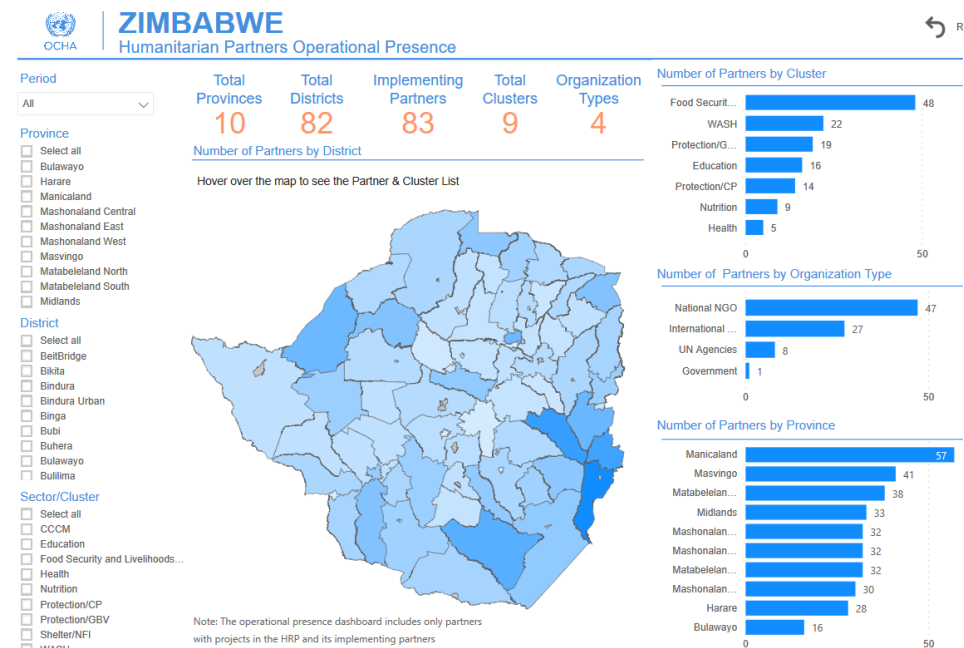 OCHA
ZIMBABWE
Humanitarian Partners Operational Presence
R
Period
All
Province
Select all
Bulawayo
Harare
Manicaland
Mashonaland Central
Mashonaland East
Mashonaland West
Masvingo
Matabeleland North
Matabeleland South
Midlands
District
Select all
BeitBridge
Bikita
Bindura
Bindura Urban
Binga
Bubi
Buhera
Bulawayo
Bulilima
Sector/Cluster
Select all
CCCM
Education
Food Security and Livelihoods...
Health
Nutrition
Protection/CP
Protection/GBV
Shelter/NFI
WASH
Total Provinces
10
Total Districts
82
Implementing Partners
83
Total Clusters
9
Organization Types
4
Number of Partners by District
Hover over the map to see the Partner & Cluster List
Note: The operational presence dashboard includes only partners
with projects in the HRP and its implementing partners
Number of Partners by Cluster
Food Securit... 48
WASH 22
Protection/G... 19
Education 16
Protection/CP 14
Nutrition 9
Health 5
0 50
Number of Partners by Organization Type
National NGO 47
International ... 27
UN Agencies 8
Government 1
0 50
Number of Partners by Province
Manicaland 57
Masvingo 41
Matabelelan... 38
Midlands 33
Mashonalan... 32
Mashonalan... 32
Matabelelan... 32
Mashonalan... 30
Harare 28
Bulawayo 16
0 50